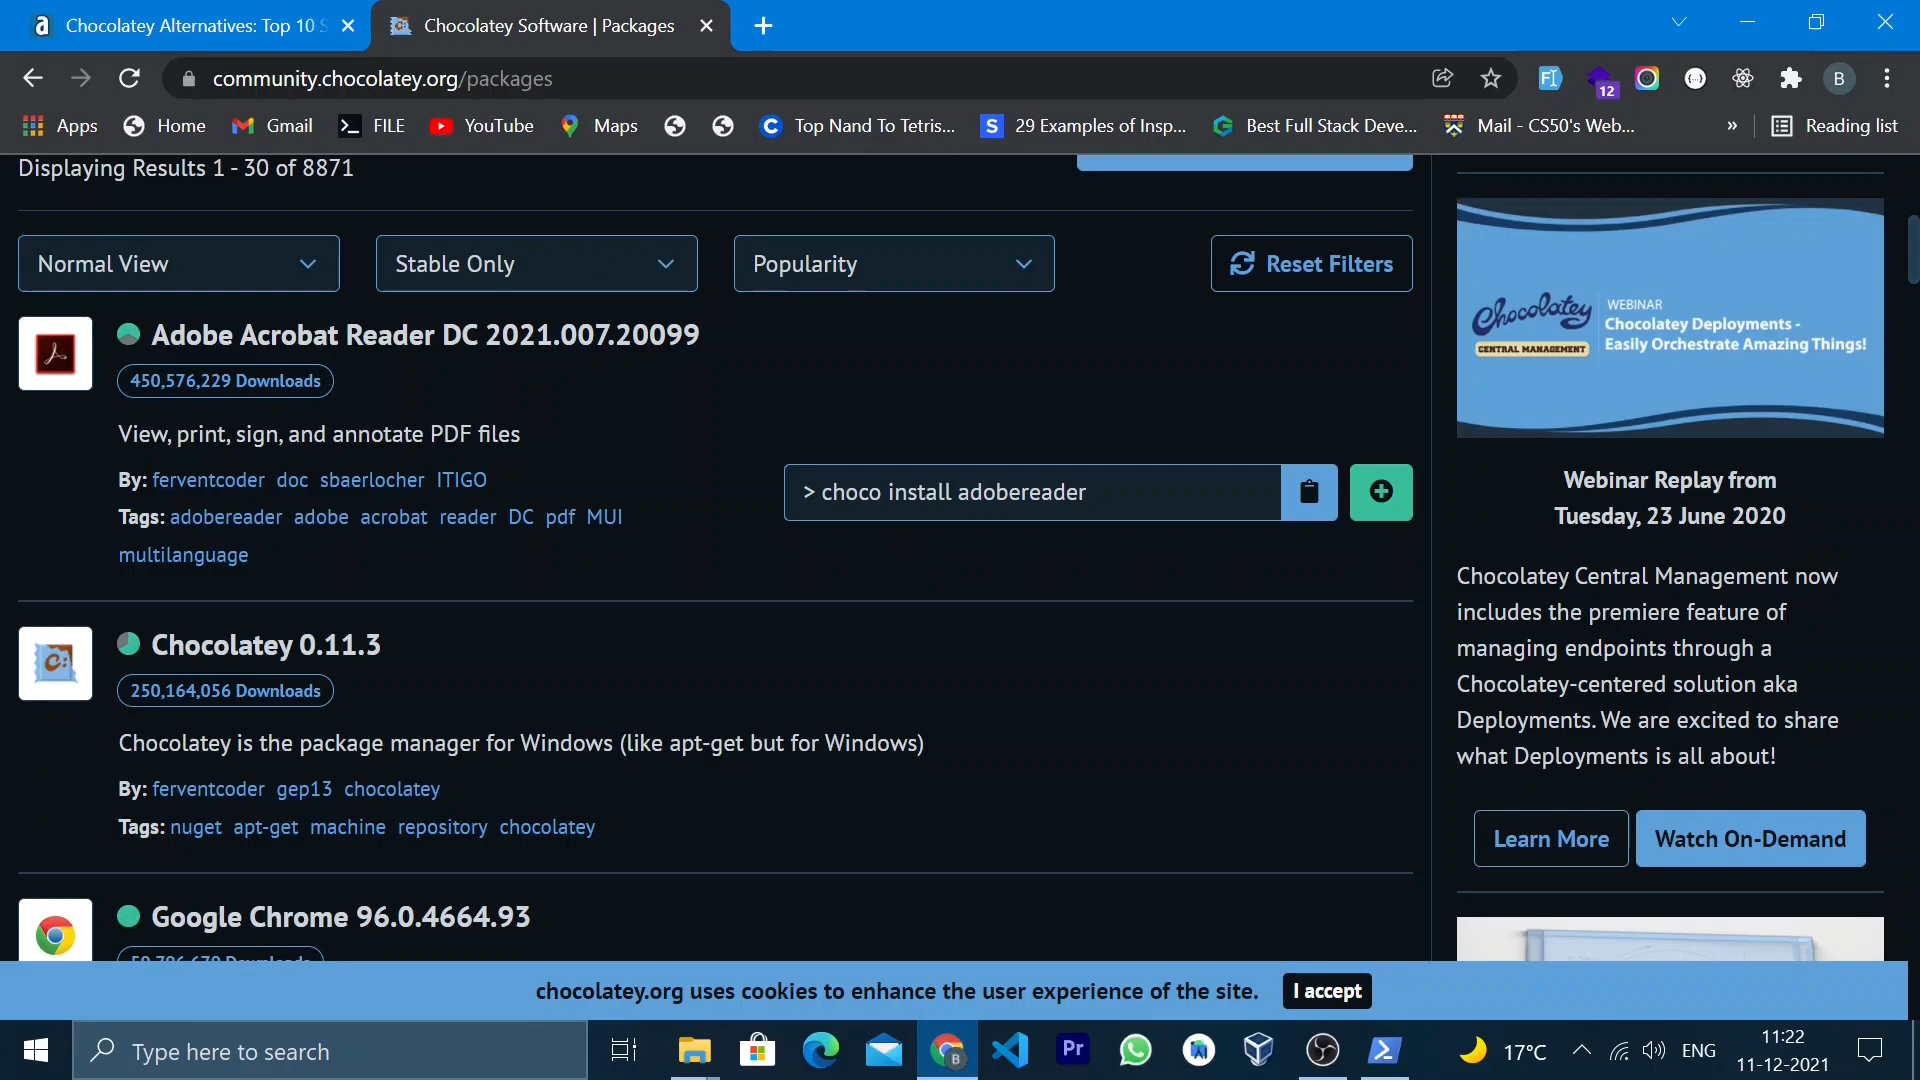 Chocolatey Alternatives: Top 10 S
Chocolatey Software | Packages
community.chocolatey.org/packages
12
B
Apps
Home
Gmail
FILE
YouTube
Maps
Top Nand To Tetris...
29 Examples of Insp...
Best Full Stack Deve...
Mail - CS50's Web...
»
Reading list
Displaying Results 1 - 30 of 8871
Normal View
Stable Only
Popularity
Reset Filters
Adobe Acrobat Reader DC 2021.007.20099
450,576,229 Downloads
View, print, sign, and annotate PDF files
By: ferventcoder doc sbaerlocher ITIGO
Tags: adobereader adobe acrobat reader DC pdf MUI
multilanguage
> choco install adobereader
Chocolatey 0.11.3
250,164,056 Downloads
Chocolatey is the package manager for Windows (like apt-get but for Windows)
By: ferventcoder gep13 chocolatey
Tags: nuget apt-get machine repository chocolatey
Google Chrome 96.0.4664.93
Chocolatey
CENTRAL MANAGEMENT
WEBINAR
Chocolatey Deployments -
Easily Orchestrate Amazing Things!
Webinar Replay from
Tuesday, 23 June 2020
Chocolatey Central Management now
includes the premiere feature of
managing endpoints through a
Chocolatey-centered solution aka
Deployments. We are excited to share
what Deployments is all about!
Learn More
Watch On-Demand
chocolatey.org uses cookies to enhance the user experience of the site.
I accept
Type here to search
B
Pr
17°C
ENG
11:22
11-12-2021